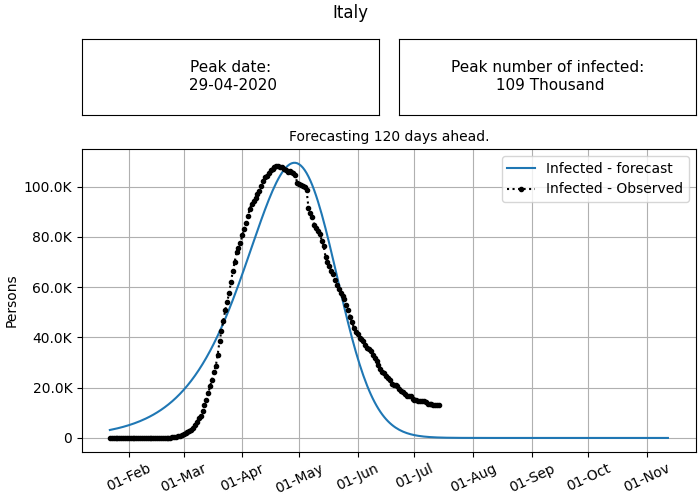 Italy
Peak date:
29-04-2020
Peak number of infected:
109 Thousand
Forecasting 120 days ahead.
Infected - forecast
Infected - Observed
Persons
100.0K
80.0K
60.0K
40.0K
20.0K
0
01-Feb
01-Mar
01-Apr
01-May
01-Jun
01-Jul
01-Aug
01-Sep
01-Oct
01-Nov